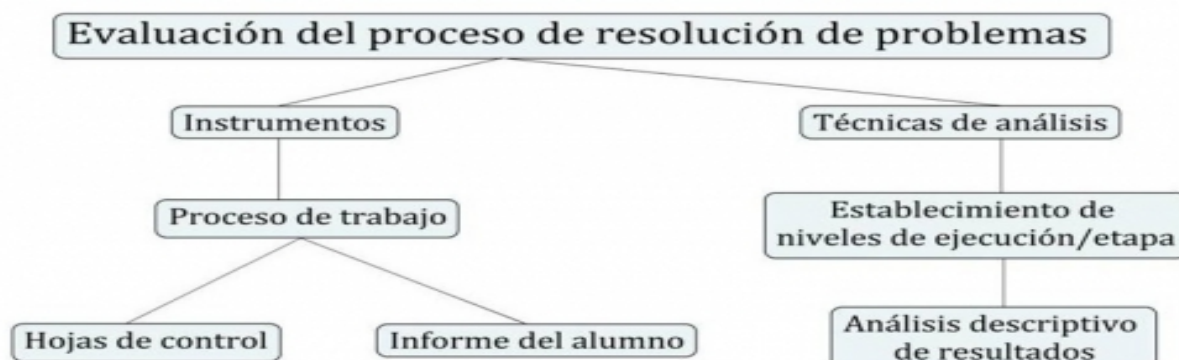 Evaluación del proceso de resolución de problemas
Instrumentos
Técnicas de análisis
Proceso de trabajo
Establecimiento de
niveles de ejecución/etapa
Hojas de control
Informe del alumno
Análisis descriptivo
de resultados